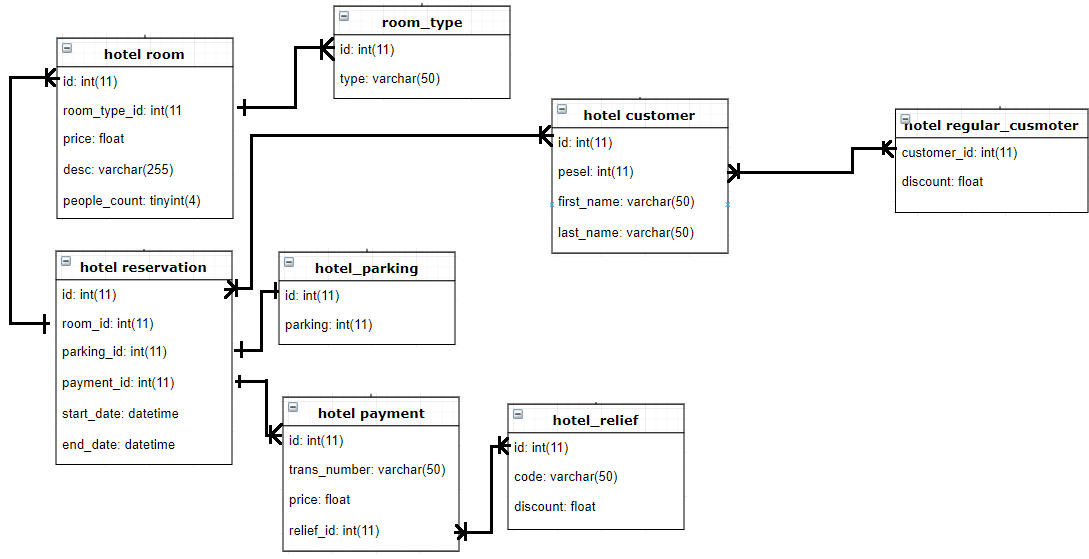 room_type
id: int(11)
type: varchar(50)
hotel room
id: int(11)
room_type_id: int(11
price: float
desc: varchar(255)
people_count: tinyint(4)
hotel customer
id: int(11)
pesel: int(11)
first_name: varchar(50)
last_name: varchar(50)
hotel regular_cusmoter
customer_id: int(11)
discount: float
hotel reservation
id: int(11)
room_id: int(11)
parking_id: int(11)
payment_id: int(11)
start_date: datetime
end_date: datetime
hotel_parking
id: int(11)
parking: int(11)
hotel payment
id: int(11)
trans_number: varchar(50)
price: float
relief_id: int(11)
hotel_relief
id: int(11)
code: varchar(50)
discount: float